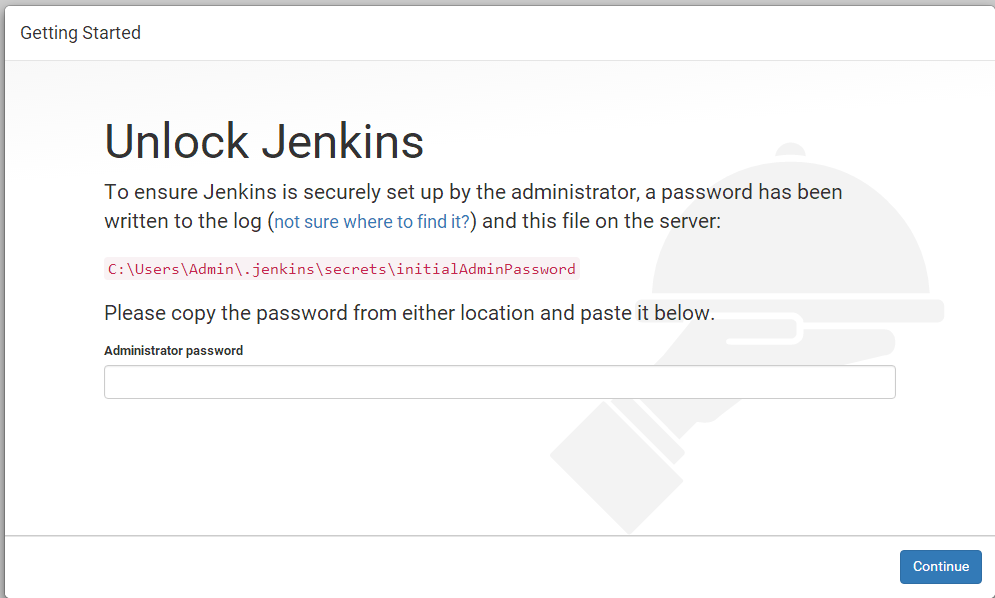 Getting Started
Unlock Jenkins
To ensure Jenkins is securely set up by the administrator, a password has been
written to the log (not sure where to find it?) and this file on the server:
C:\Users\Admin\.jenkins\secrets\initialAdminPassword
Please copy the password from either location and paste it below.
Administrator password
Continue